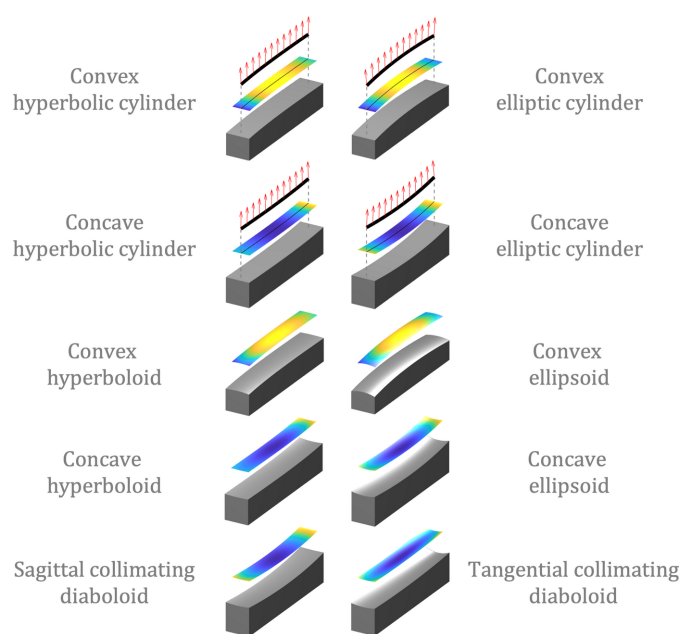 Convex
hyperbolic cylinder
Convex
elliptic cylinder
Concave
hyperbolic cylinder
Concave
elliptic cylinder
Convex
hyperboloid
Convex
ellipsoid
Concave
hyperboloid
Concave
ellipsoid
Sagittal collimating
diaboloid
Tangential collimating
diaboloid